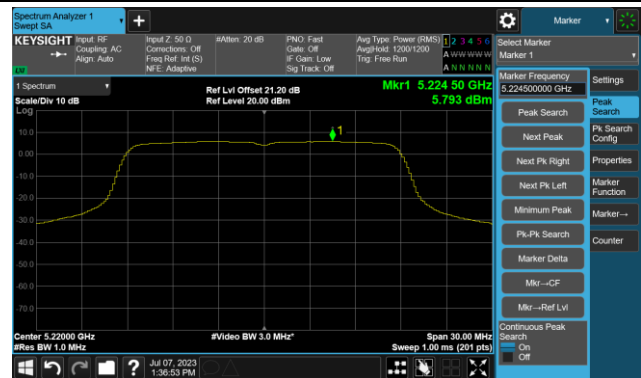 Spectrum Analyzer 1
Swept SA
+
Marker
KEYSIGHT
Input: RF
Coupling: AC
Align: Auto
Input Z: 50 Ω
Corrections: Off
Freq Ref: Int (S)
NFE: Adaptive
#Atten: 20 dB
PNO: Fast
Gate: Off
IF Gain: Low
Sig Track: Off
Avg Type: Power (RMS)
Avg|Hold: 1200/1200
Trig: Free Run
1 2 3 4 5 6
A W W W W W
A N N N N N
Select Marker
Marker 1
1 Spectrum
Scale/Div 10 dB
Log
Ref Lvl Offset 21.20 dB
Ref Level 20.00 dBm
Mkr1 5.224 50 GHz
5.793 dBm
1
10.0
0.00
-10.0
-20.0
-30.0
-40.0
-50.0
-60.0
-70.0
Center 5.22000 GHz
#Res BW 1.0 MHz
#Video BW 3.0 MHz*
Span 30.00 MHz
Sweep 1.00 ms (201 pts)
Marker Frequency
5.224500000 GHz
Peak Search
Next Peak
Next Pk Right
Next Pk Left
Minimum Peak
Pk-Pk Search
Marker Delta
Mkr→CF
Mkr→Ref Lvl
Continuous Peak
Search
On
Off
Settings
Peak
Search
Pk Search
Config
Properties
Marker
Function
Marker→
Counter
?
Jul 07, 2023
1:36:53 PM